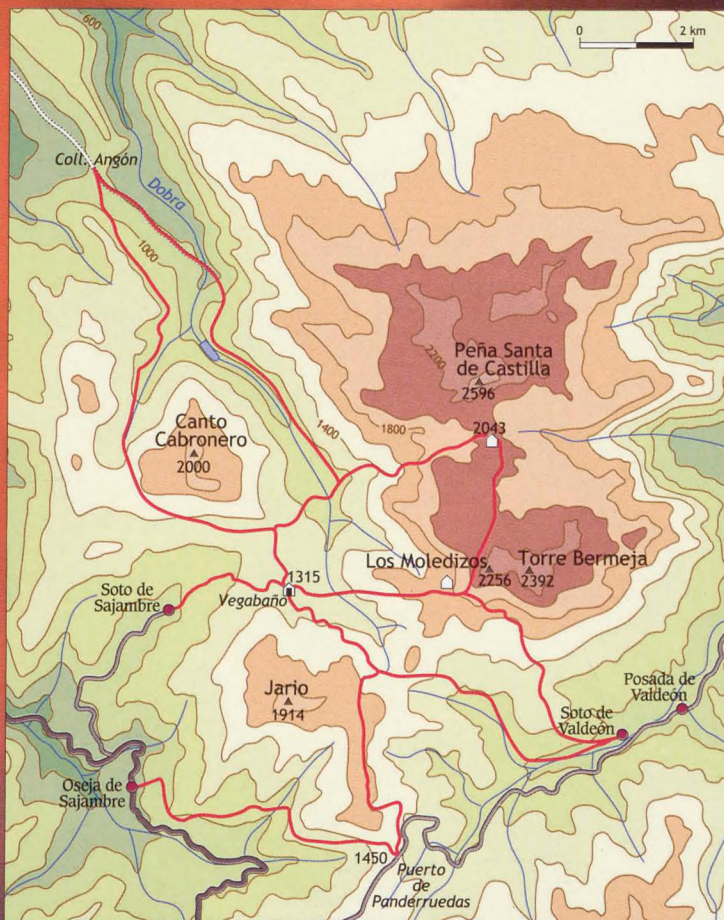 600
0 2 km
Coll. Angón
Dobra
1000
2200
Peña Santa
de Castilla
2596
1400
1800
2043
Canto
Cabronero
2000
Los Moledizos
Torre Bermeja
2256
2392
1315
Vegabaño
Soto de
Sajambre
Jario
1914
Posada de
Valdeón
Soto de
Valdeón
Oseja de
Sajambre
1450
Puerto
de
Panderruedas